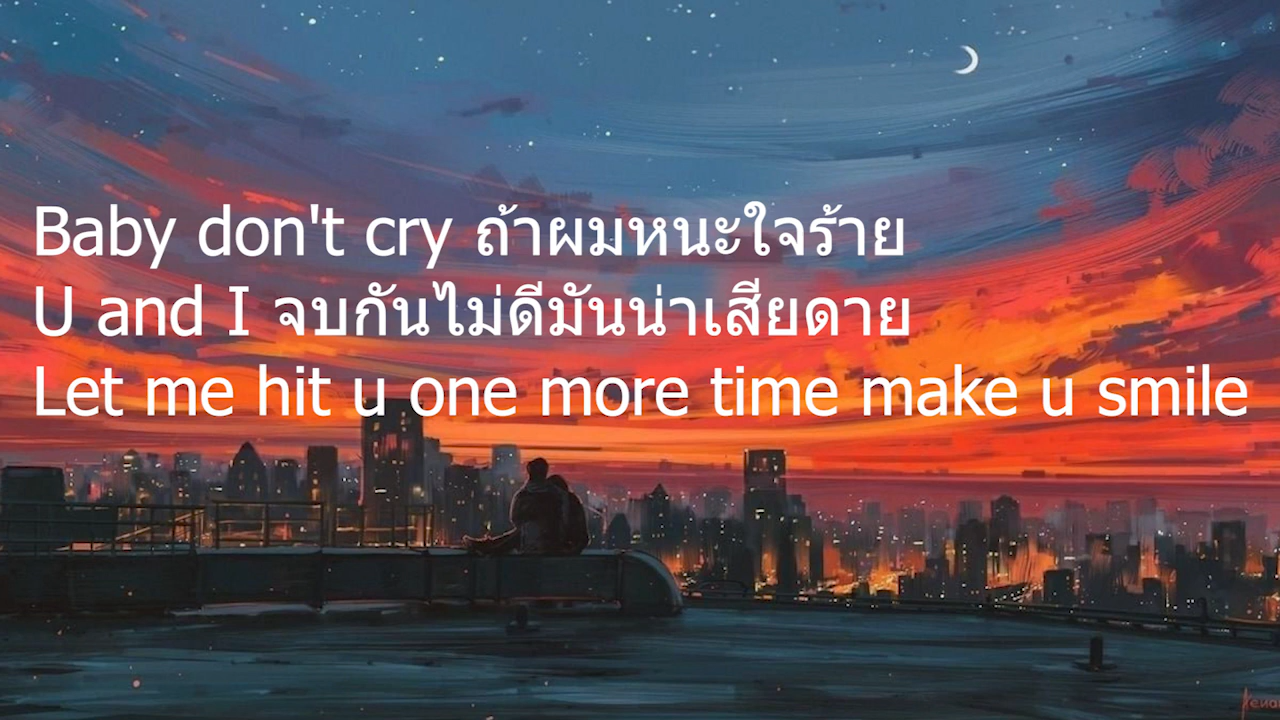 Baby don't cry ถ้าผมหนะใจร้าย
U and I จบกันไม่ดีมันน่าเสียดาย
Let me hit u one more time make u smile